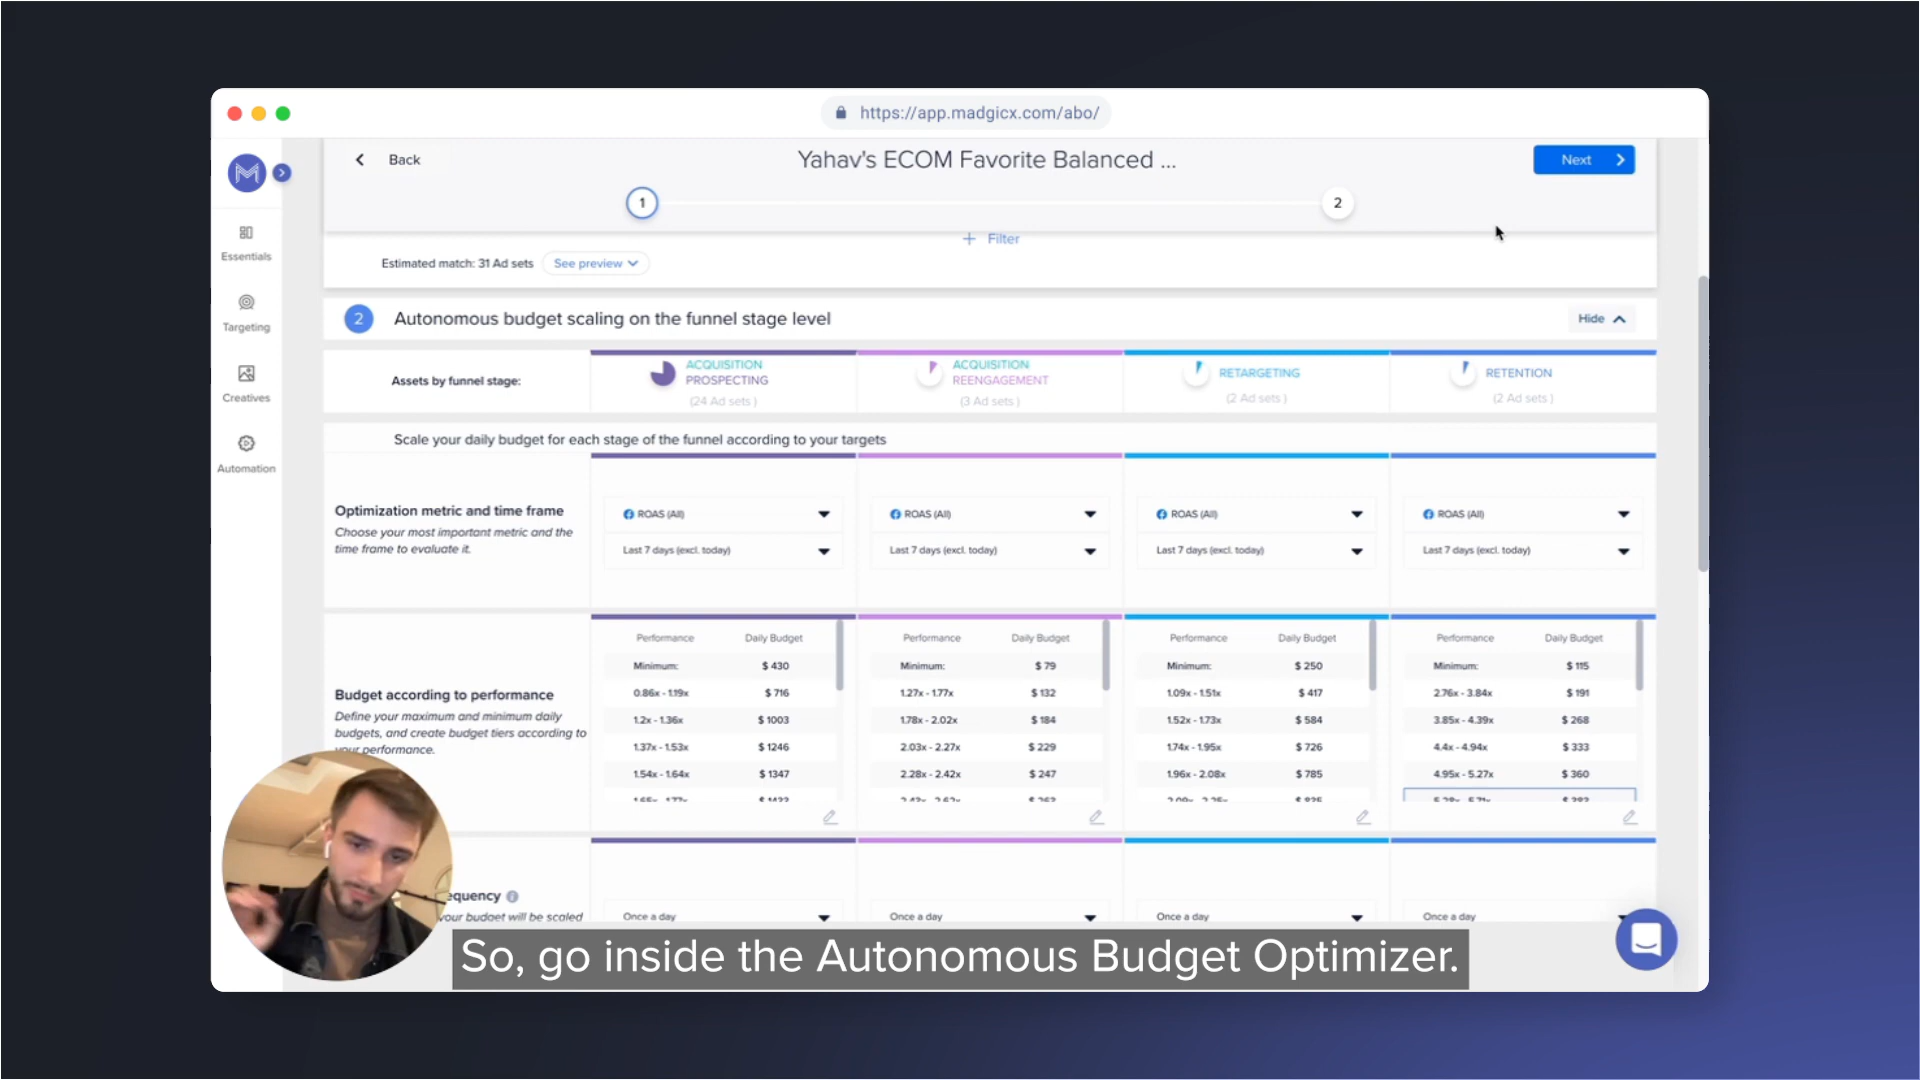 https://app.madgicx.com/abo/
Back
Yahav's ECOM Favorite Balanced ...
Next
1
2
Essentials
Targeting
Creatives
Automation
+ Filter
Estimated match: 31 Ad sets
See preview
2
Autonomous budget scaling on the funnel stage level
Hide
Assets by funnel stage:
ACQUISITION
PROSPECTING
(24 Ad sets )
ACQUISITION
REENGAGEMENT
(3 Ad sets )
RETARGETING
(2 Ad sets )
RETENTION
(2 Ad sets )
Scale your daily budget for each stage of the funnel according to your targets
Optimization metric and time frame
Choose your most important metric and the
time frame to evaluate it.
ROAS (All)
Last 7 days (excl. today)
ROAS (All)
Last 7 days (excl. today)
ROAS (All)
Last 7 days (excl. today)
ROAS (All)
Last 7 days (excl. today)
Budget according to performance
Define your maximum and minimum daily
budgets, and create budget tiers according to
your performance.
Performance Daily Budget
Minimum: $ 430
0.86x - 1.19x $ 716
1.2x - 1.36x $ 1003
1.37x - 1.53x $ 1246
1.54x - 1.64x $ 1347
Performance Daily Budget
Minimum: $ 79
1.27x - 1.77x $ 132
1.78x - 2.02x $ 184
2.03x - 2.27x $ 229
2.28x - 2.42x $ 247
Performance Daily Budget
Minimum: $ 250
1.09x - 1.51x $ 417
1.52x - 1.73x $ 584
1.74x - 1.95x $ 726
1.96x - 2.08x $ 785
Performance Daily Budget
Minimum: $ 115
2.76x - 3.84x $ 191
3.85x - 4.39x $ 268
4.4x - 4.94x $ 333
4.95x - 5.27x $ 360
equency
your budget will be scaled
Once a day
Once a day
Once a day
Once a day
So, go inside the Autonomous Budget Optimizer.